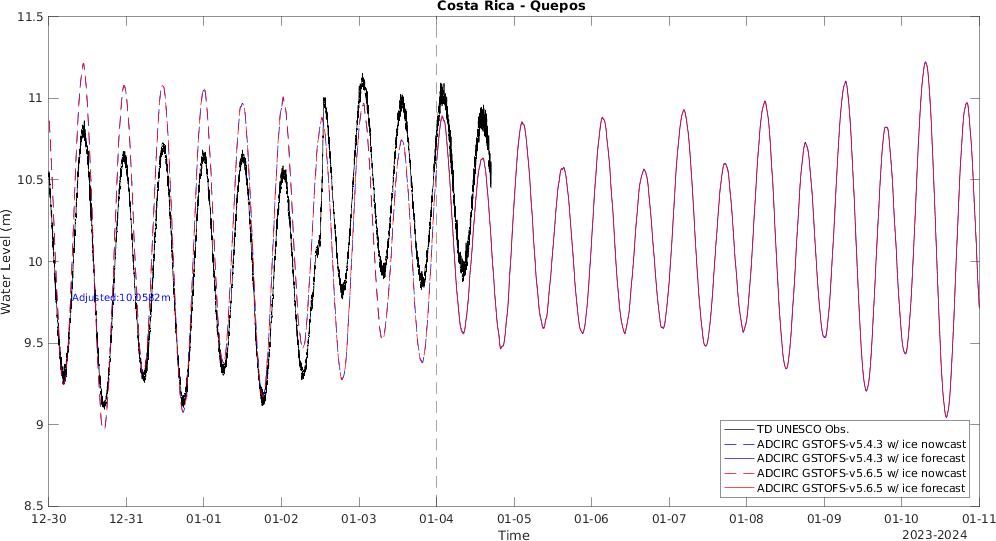 Costa Rica - Quepos
11.5
11
10.5
10
9.5
9
8.5
Water Level (m)
Adjusted:10.0582m
TD UNESCO Obs.
ADCIRC GSTOFS-v5.4.3 w/ ice nowcast
ADCIRC GSTOFS-v5.4.3 w/ ice forecast
ADCIRC GSTOFS-v5.6.5 w/ ice nowcast
ADCIRC GSTOFS-v5.6.5 w/ ice forecast
12-30 12-31 01-01 01-02 01-03 01-04 01-05 01-06 01-07 01-08 01-09 01-10 01-11
Time
2023-2024